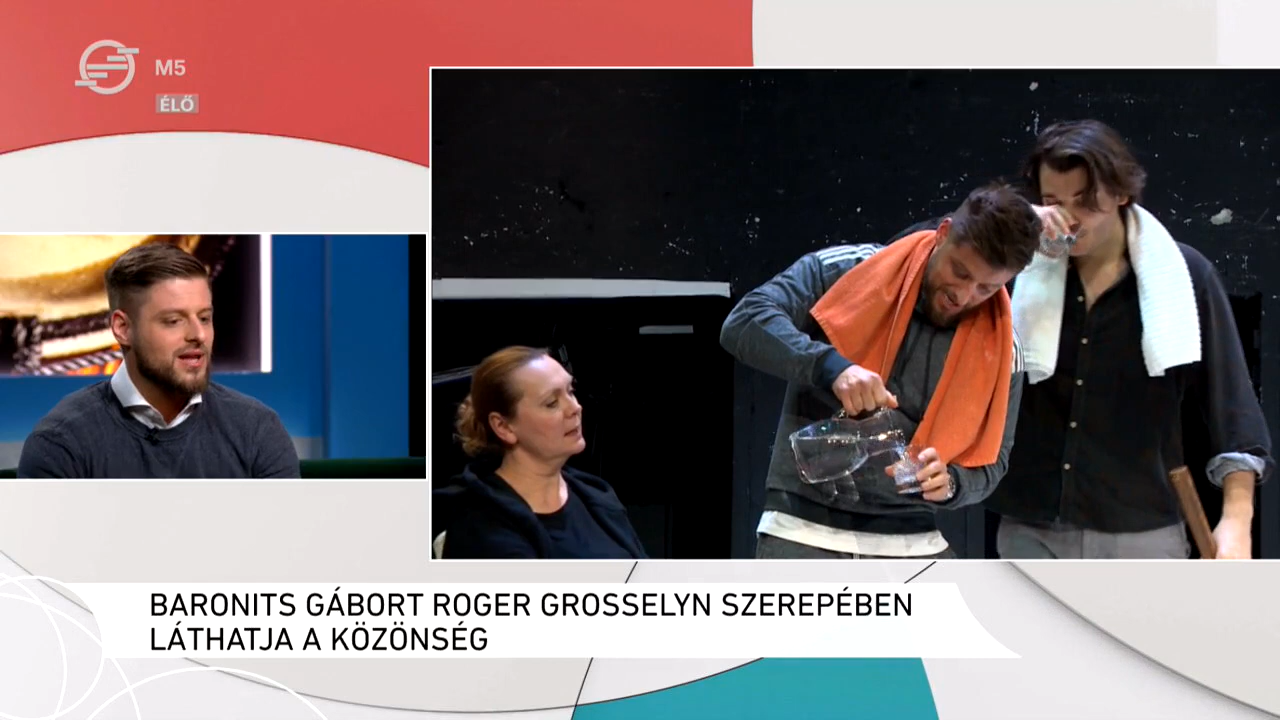 M5
ÉLŐ
BARONITS GÁBORT ROGER GROSSELYN SZEREPÉBEN
LÁTHATJA A KÖZÖNSÉG